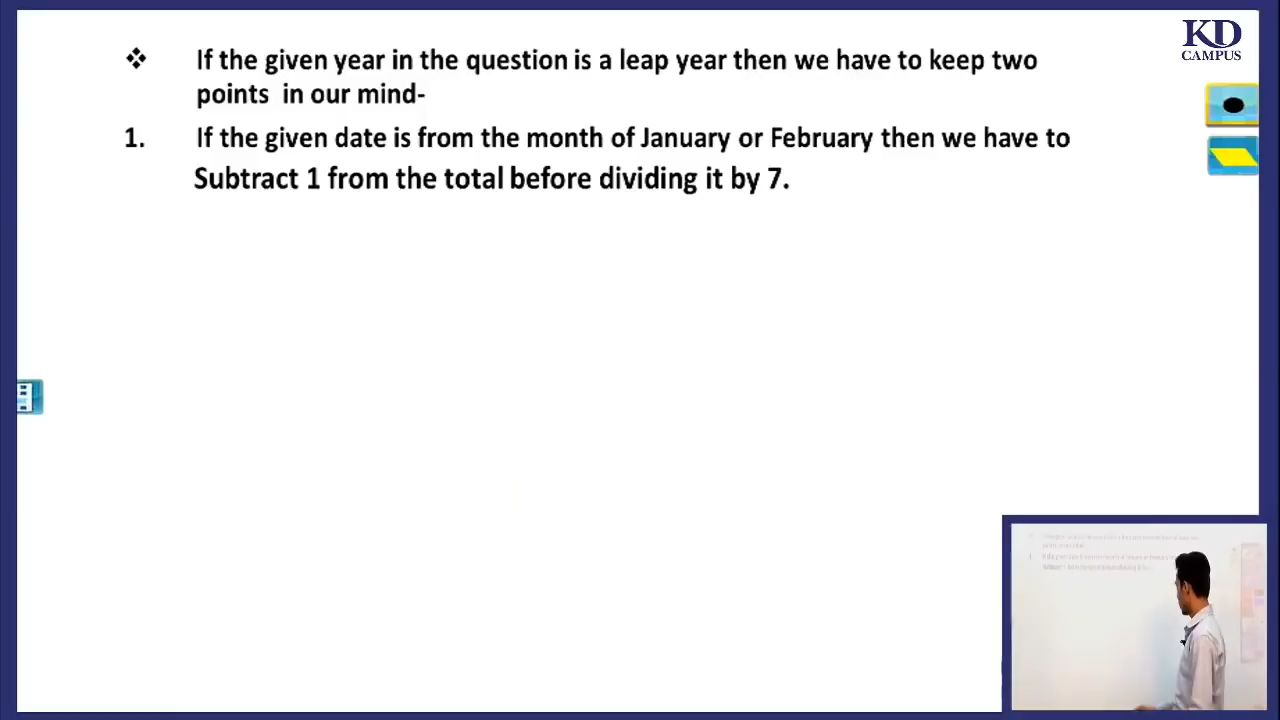 KD
CAMPUS
❖ If the given year in the question is a leap year then we have to keep two
points in our mind-
1. If the given date is from the month of January or February then we have to
Subtract 1 from the total before dividing it by 7.